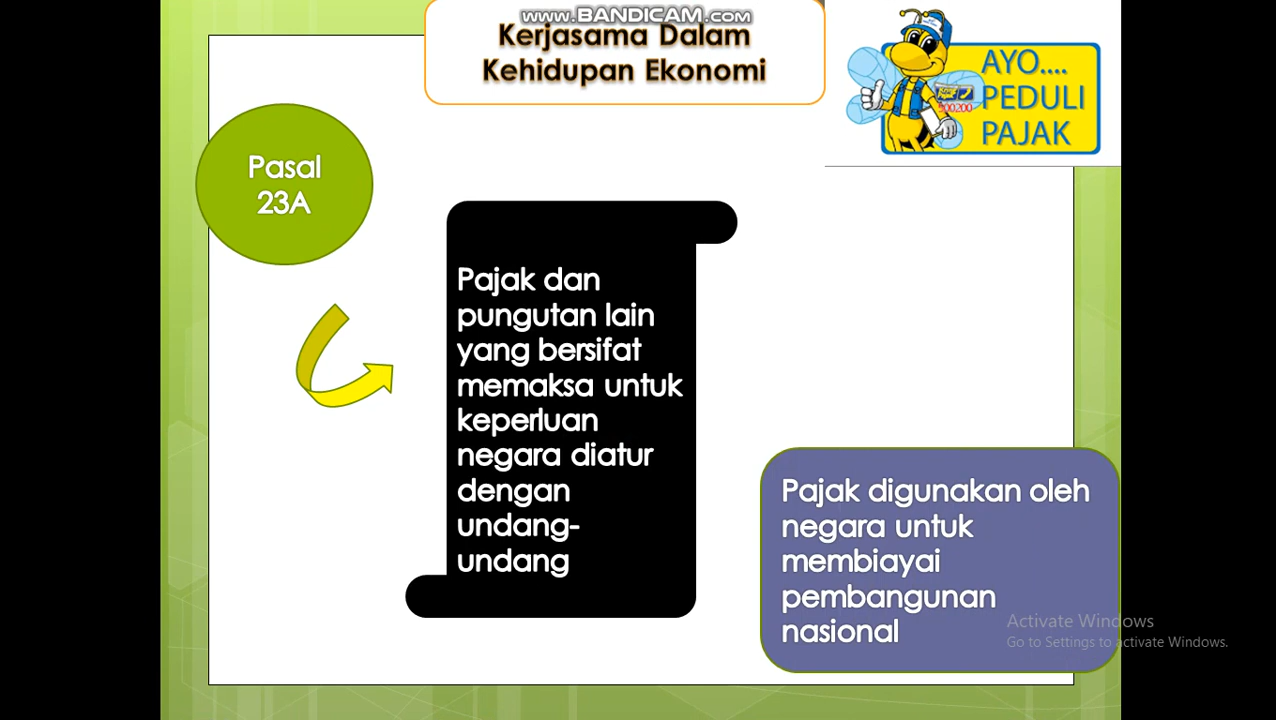 www.BANDICAM.com
Kerjasama Dalam
Kehidupan Ekonomi
AYO....
PEDULI
PAJAK
500200
Pasal
23A
Pajak dan
pungutan lain
yang bersifat
memaksa untuk
keperluan
negara diatur
dengan
undang-
undang
Pajak digunakan oleh
negara untuk
membiayai
pembangunan
nasional
Activate Windows
Go to Settings to activate Windows.